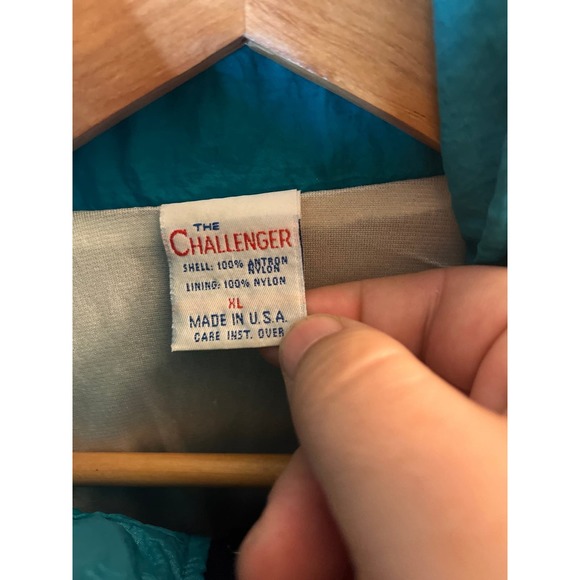 THE
CHALLENGER
SHELL: 100% ANTRON
NYLON
LINING: 100% NYLON
XL
MADE IN U.S.A.
CARE INST. OVER